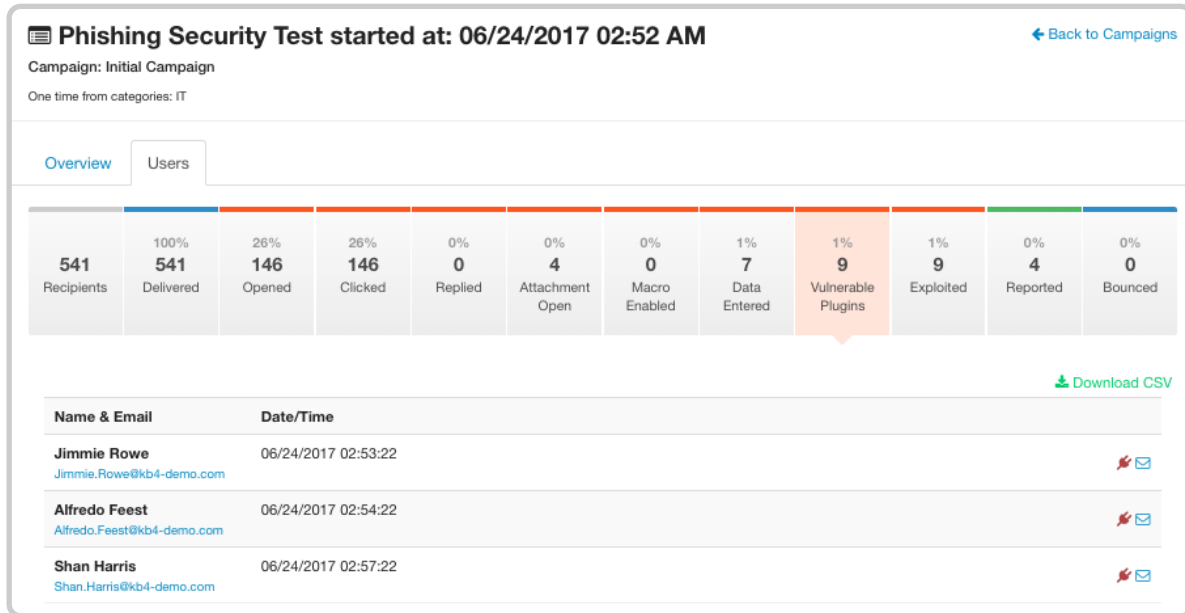 Phishing Security Test started at: 06/24/2017 02:52 AM
Back to Campaigns
Campaign: Initial Campaign
One time from categories: IT
Overview
Users
541
Recipients
100%
541
Delivered
26%
146
Opened
26%
146
Clicked
0%
0
Replied
0%
4
Attachment
Open
0%
0
Macro
Enabled
1%
7
Data
Entered
1%
9
Vulnerable
Plugins
1%
9
Exploited
0%
4
Reported
0%
0
Bounced
Download CSV
Name & Email Date/Time
Jimmie Rowe 06/24/2017 02:53:22
Jimmie.Rowe@kb4-demo.com
Alfredo Feest 06/24/2017 02:54:22
Alfredo.Feest@kb4-demo.com
Shan Harris 06/24/2017 02:57:22
Shan.Harris@kb4-demo.com